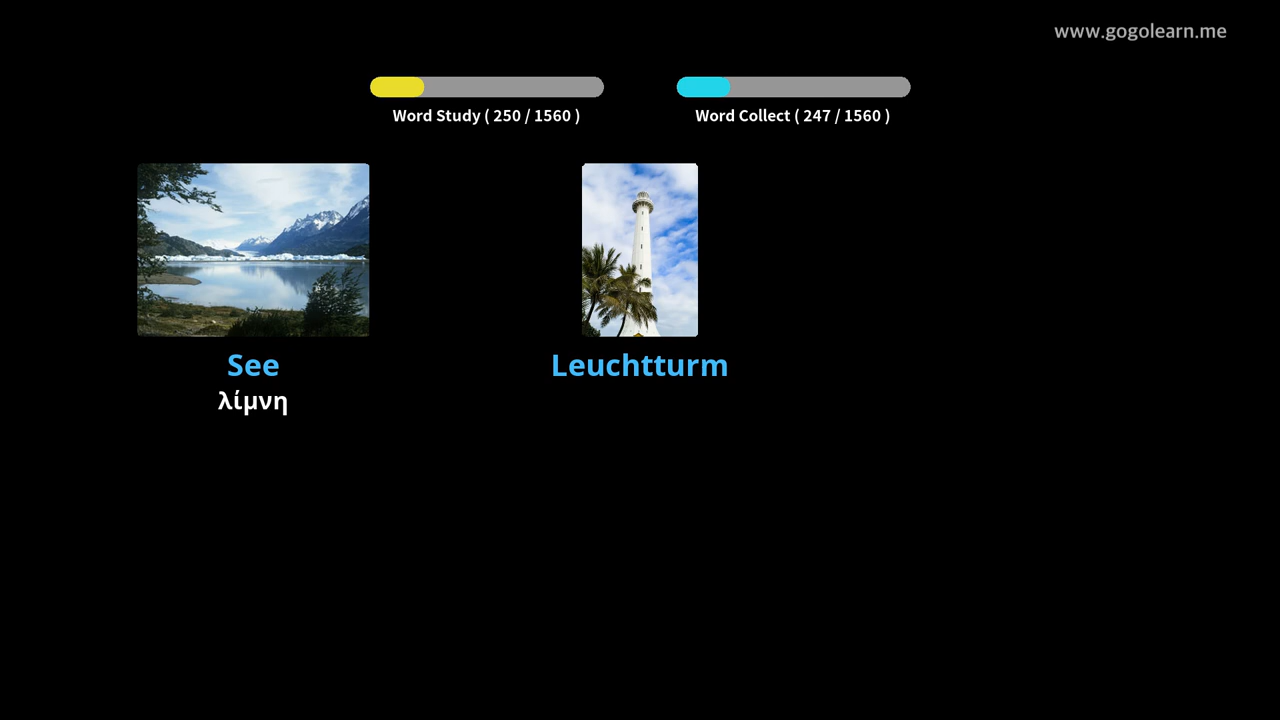 www.gogolearn.me
Word Study ( 250 / 1560 )
Word Collect ( 247 / 1560 )
See
λίμνη
Leuchtturm